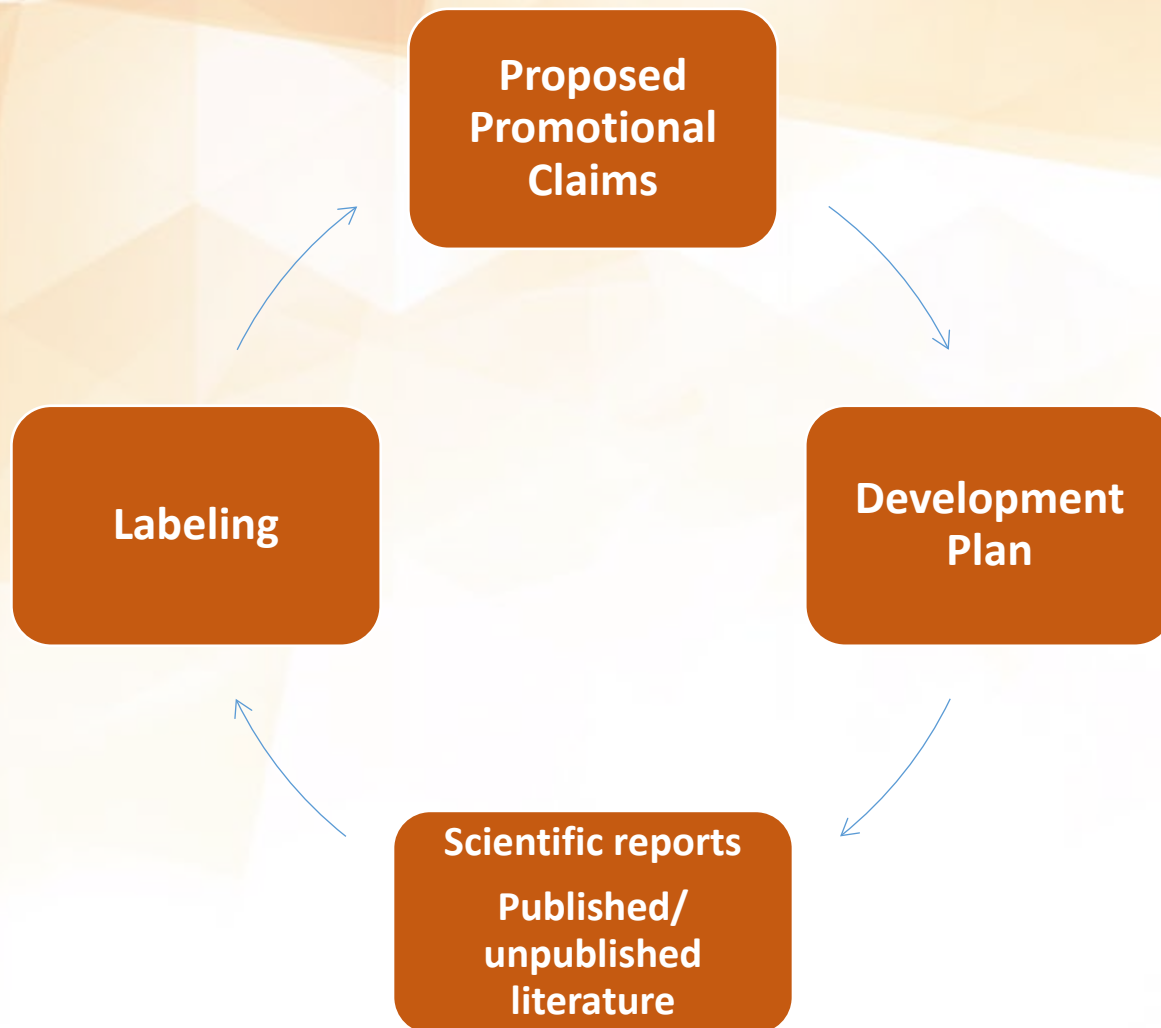 Proposed
Promotional
Claims
Labeling
Development
Plan
Scientific reports
Published/
unpublished
literature